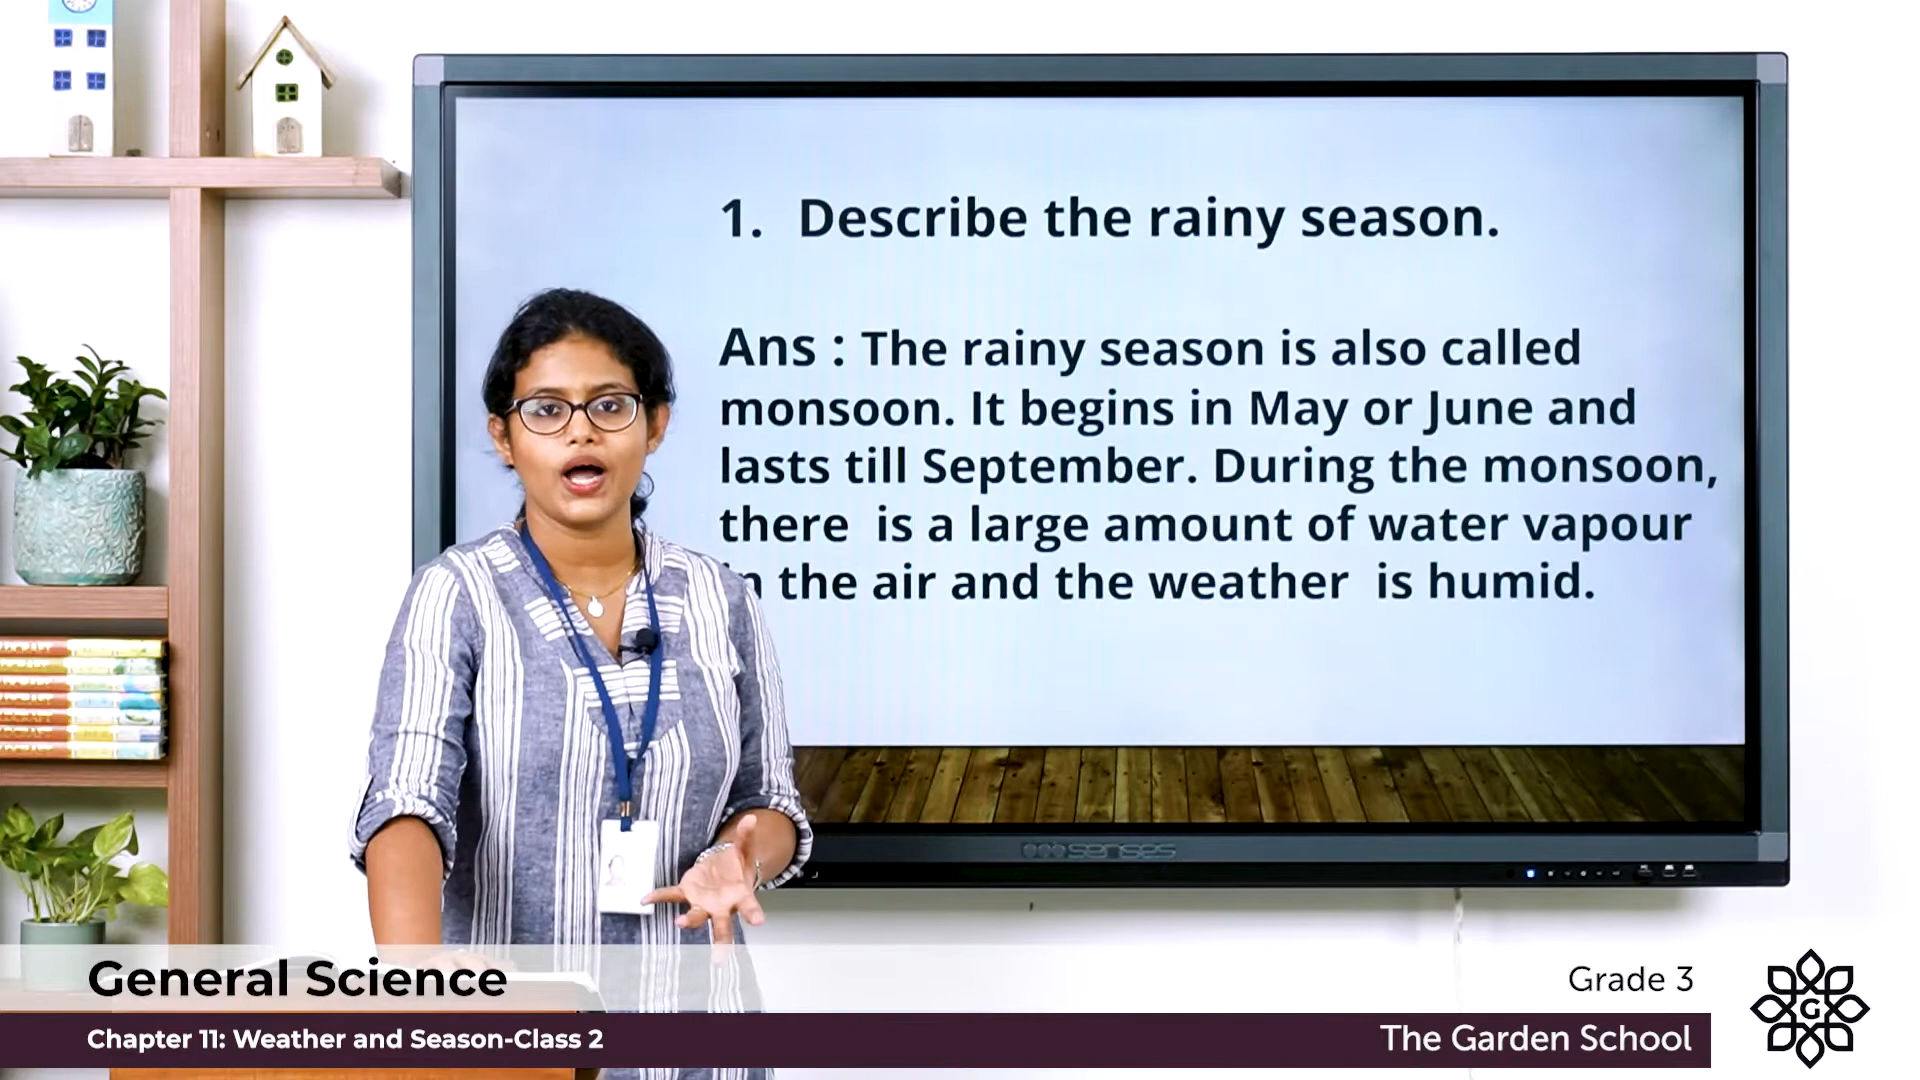 1. Describe the rainy season.
Ans : The rainy season is also called
monsoon. It begins in May or June and
lasts till September. During the monsoon,
there is a large amount of water vapour
in the air and the weather is humid.
senses
General Science
Grade 3
Chapter 11: Weather and Season-Class 2
The Garden School
G